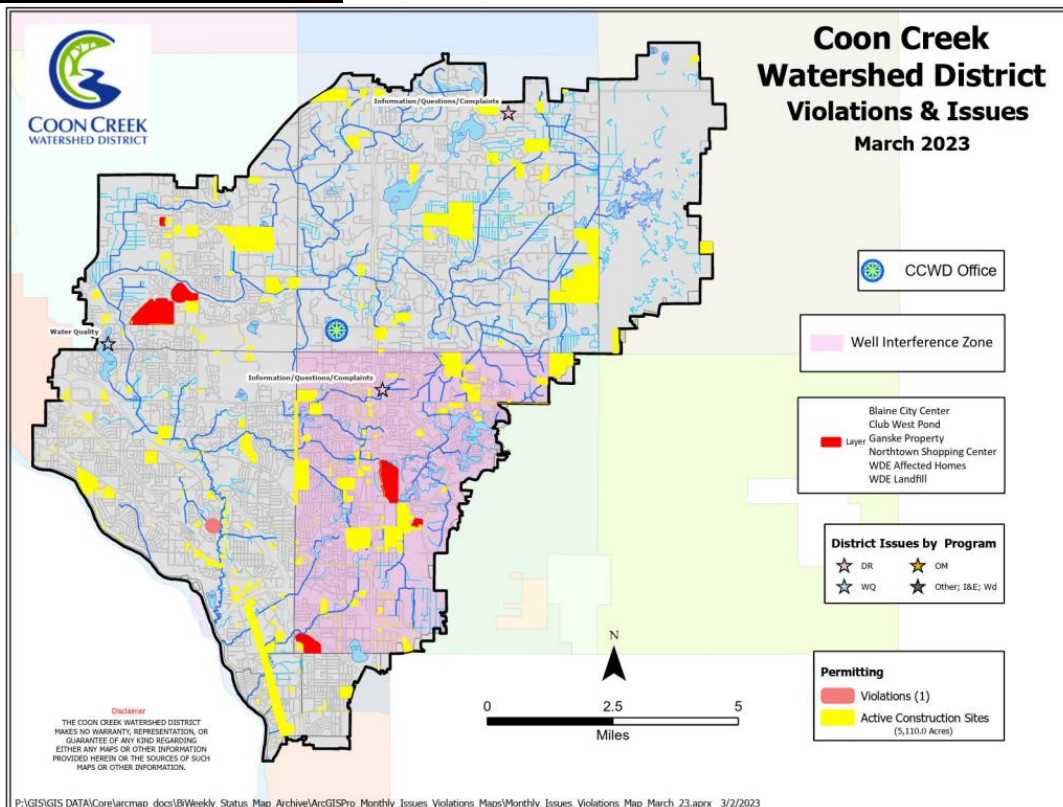 COON CREEK
WATERSHED DISTRICT
Coon Creek
Watershed District
Violations & Issues
March 2023
Information/Questions/Complaints
Water Quality
Information/Questions/Complaints
CCWD Office
Well Interference Zone
Layer
Blaine City Center
Club West Pond
Ganske Property
Northtown Shopping Center
WDE Affected Homes
WDE Landfill
District Issues by Program
DR
OM
WQ
Other; I&E; Wd
N
0 2.5 5
Miles
Permitting
Violations (1)
Active Construction Sites
(5,110.0 Acres)
Disclaimer
THE COON CREEK WATERSHED DISTRICT
MAKES NO WARRANTY, REPRESENTATION, OR
GUARANTEE OF ANY KIND REGARDING
EITHER ANY MAPS OR OTHER INFORMATION
PROVIDED HEREIN OR THE SOURCES OF SUCH
MAPS OR OTHER INFORMATION.
P:\GIS\GIS DATA\Core\arcmap_docs\BiWeekly_Status_Map_Archive\ArcGISPro_Monthly_Issues_Violations_Maps\Monthly_Issues_Violations_Map_March_23.aprx 3/2/2023